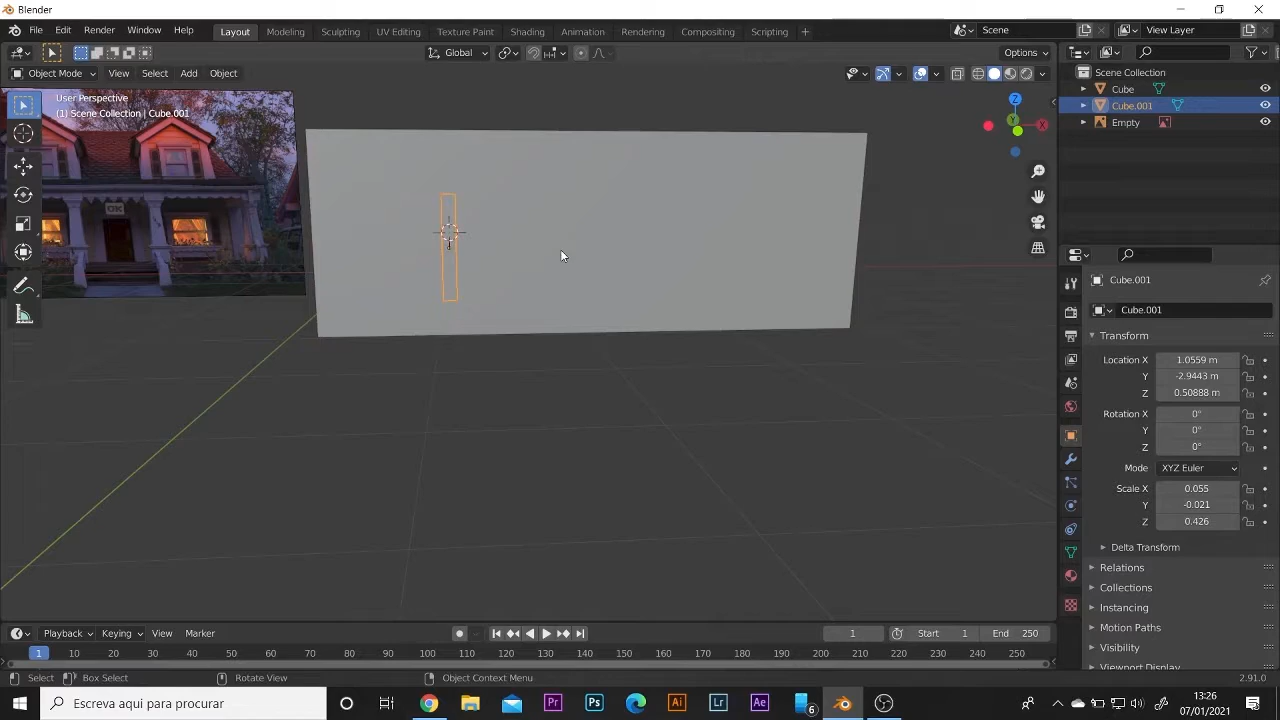 Blender
File Edit Render Window Help
Layout Modeling Sculpting UV Editing Texture Paint Shading Animation Rendering Compositing Scripting +
Scene
View Layer
Global
Options
Object Mode View Select Add Object
User Perspective
(1) Scene Collection | Cube.001
Z
Y
X
Scene Collection
Cube
Cube.001
Empty
Cube.001
Cube.001
Transform
Location X 1.0559 m
Y -2.9443 m
Z 0.50888 m
Rotation X 0°
Y 0°
Z 0°
Mode XYZ Euler
Scale X 0.055
Y -0.021
Z 0.426
Delta Transform
Relations
Collections
Instancing
Motion Paths
Visibility
Viewport Display
Playback Keying View Marker
1 Start 1 End 250
1 10 20 30 40 50 60 70 80 90 100 110 120 130 140 150 160 170 180 190 200 210 220 230 240 250
Select Box Select Rotate View Object Context Menu
2.91.0
Escreva aqui para procurar
Pr Ps Ai Lr Ae 6
13:26
07/01/2021